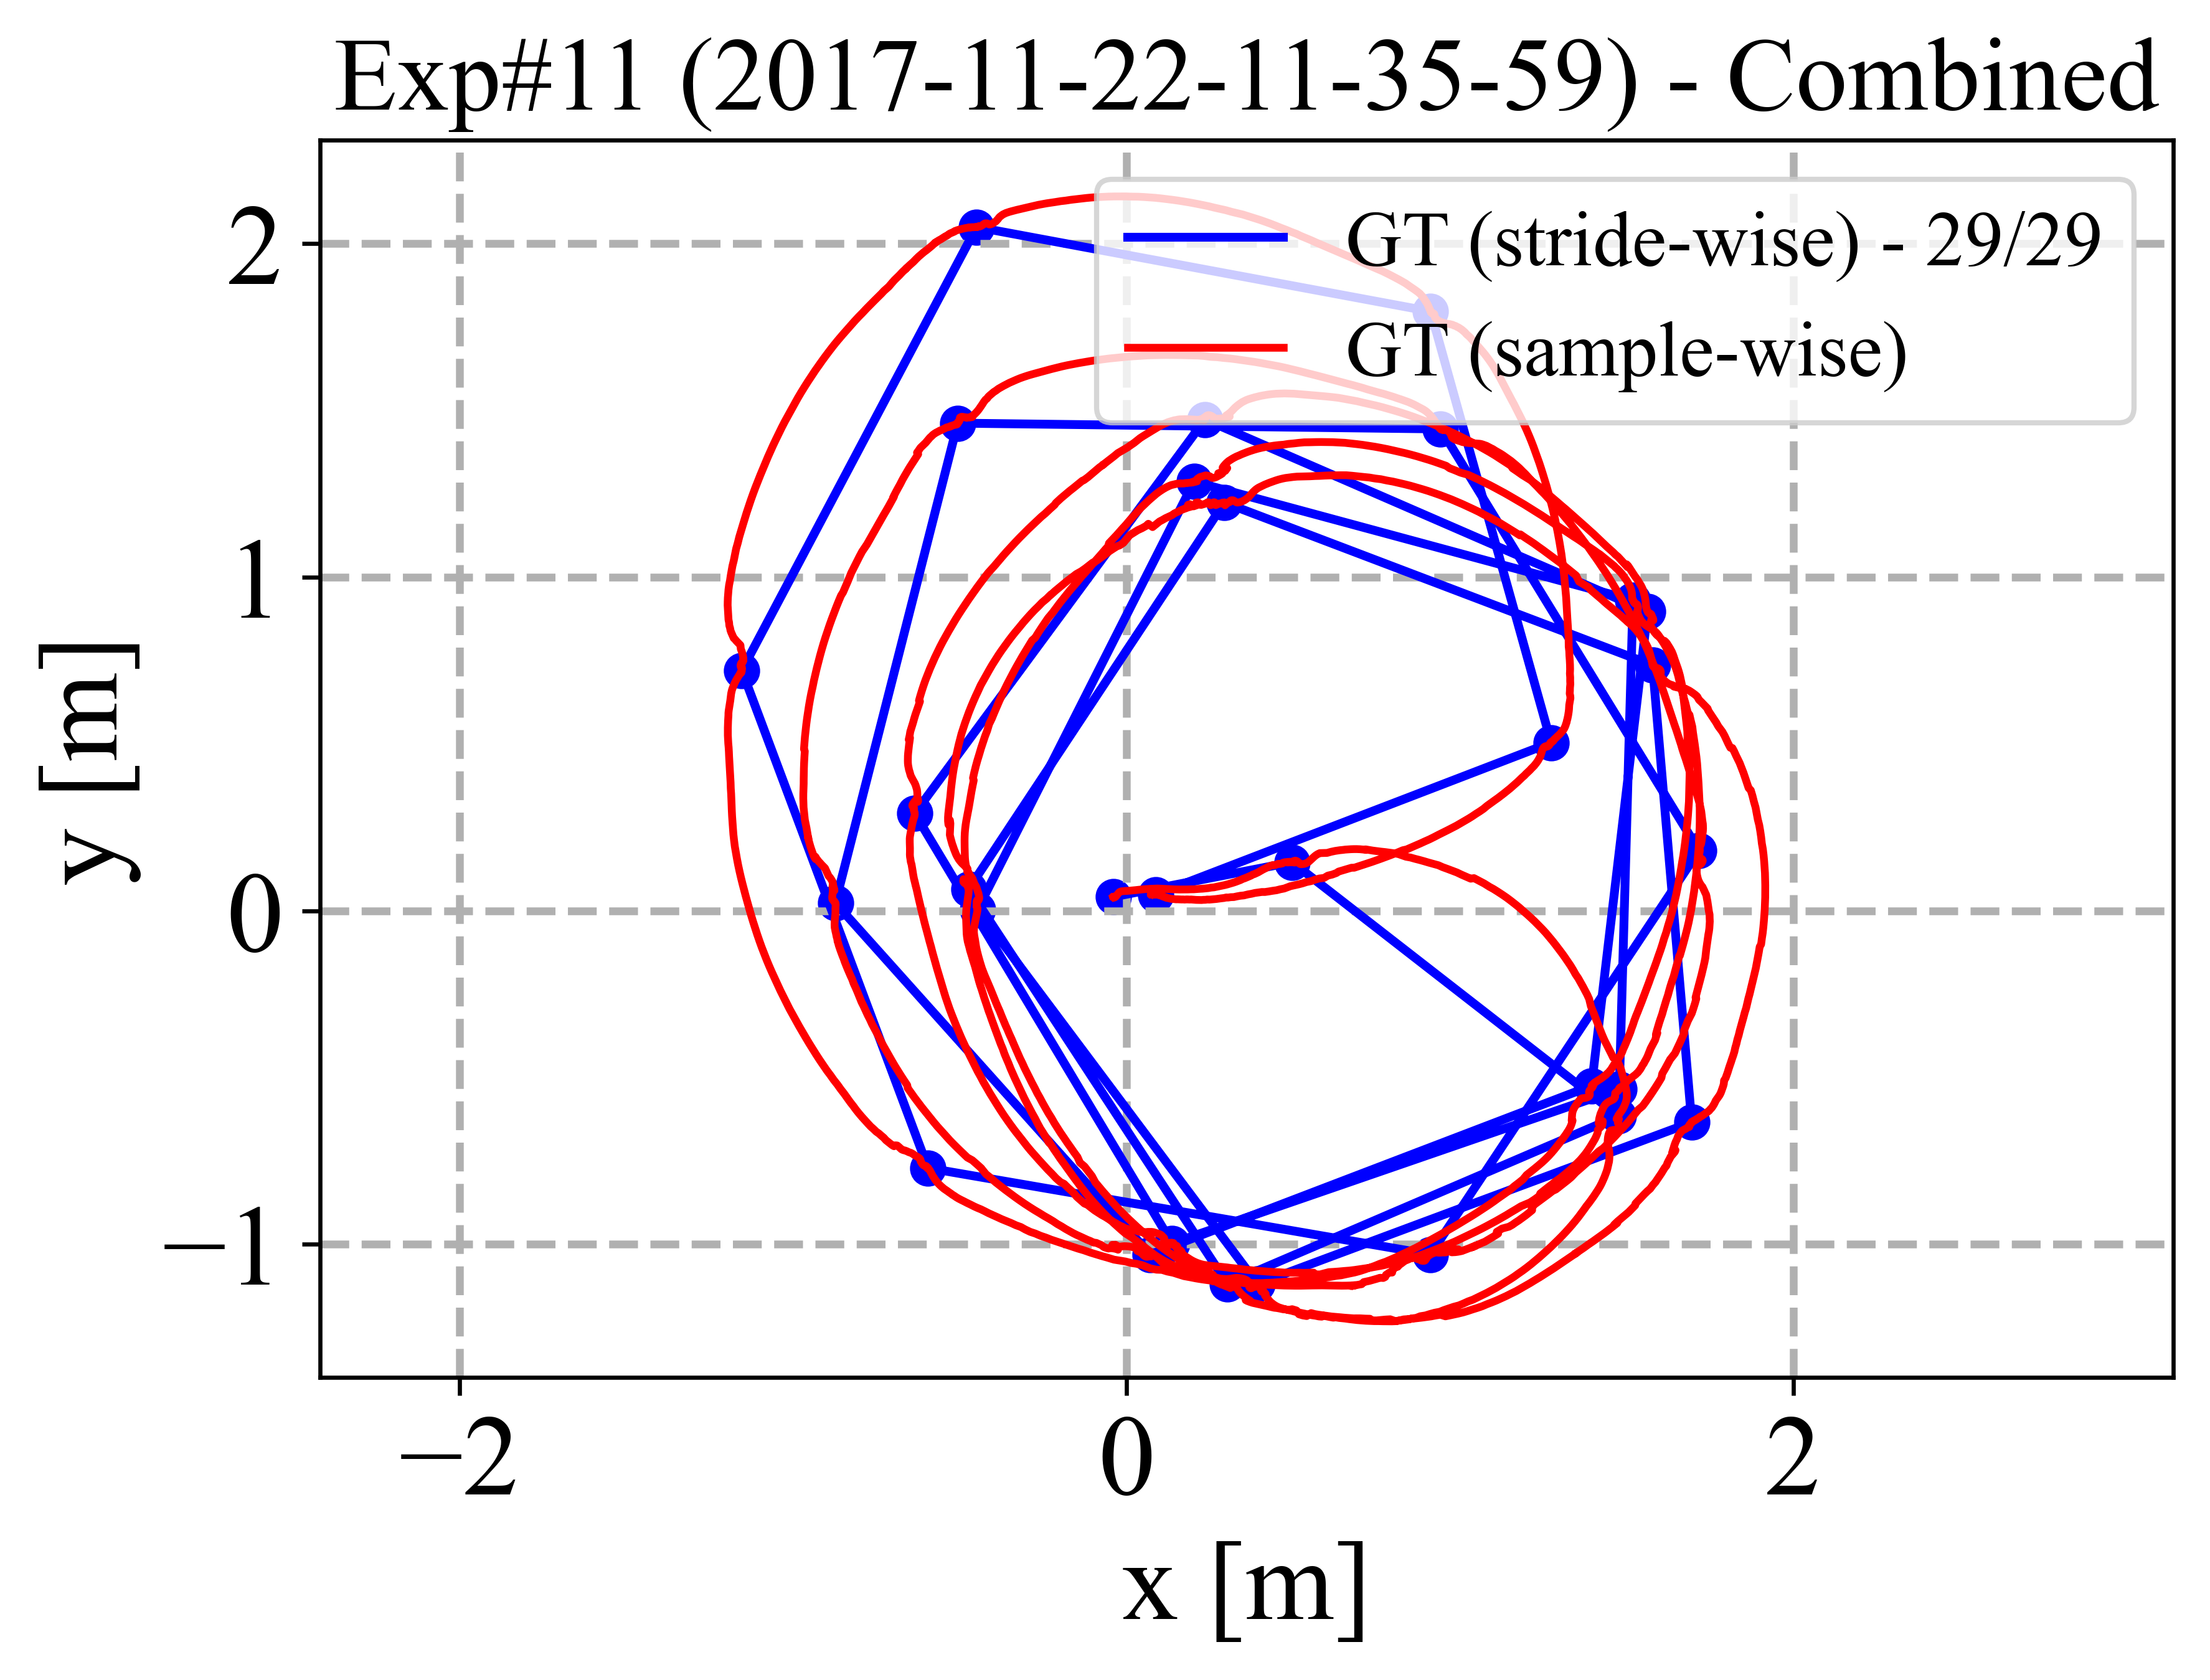 Exp#11 (2017-11-22-11-35-59) - Combined
GT (stride-wise) - 29/29
GT (sample-wise)
2
1
0
−1
y [m]
−2 0 2
x [m]